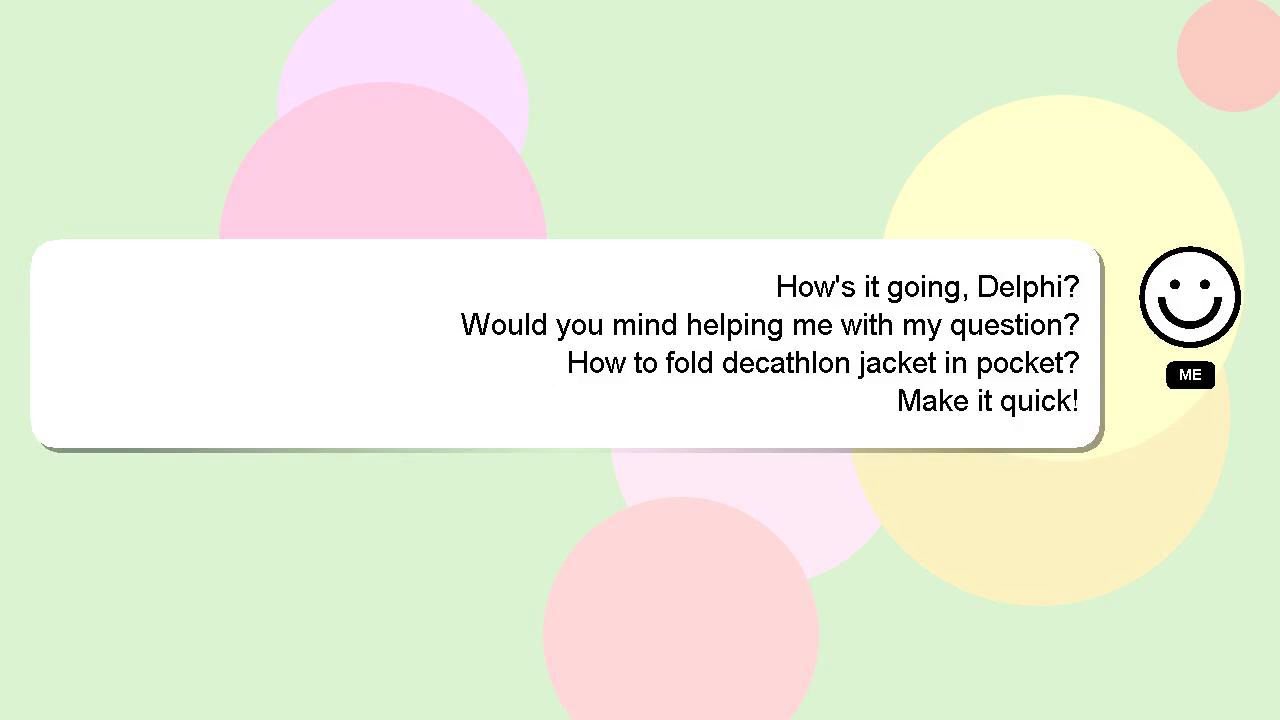 How's it going, Delphi?
Would you mind helping me with my question?
How to fold decathlon jacket in pocket?
Make it quick!
ME